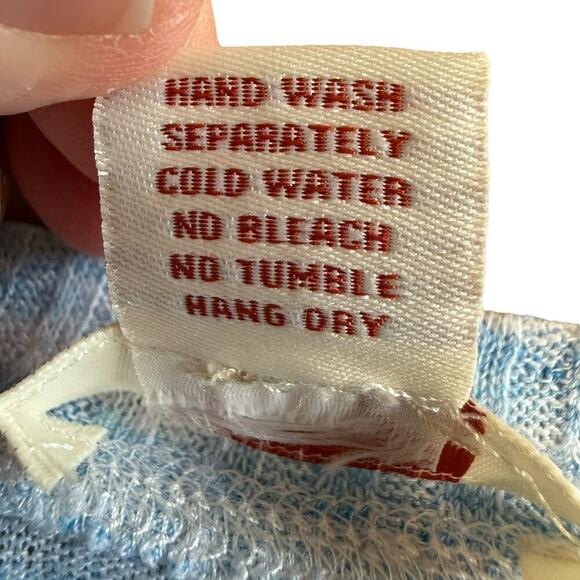 HAND WASH
SEPARATELY
COLD WATER
NO BLEACH
NO TUMBLE
HANG DRY